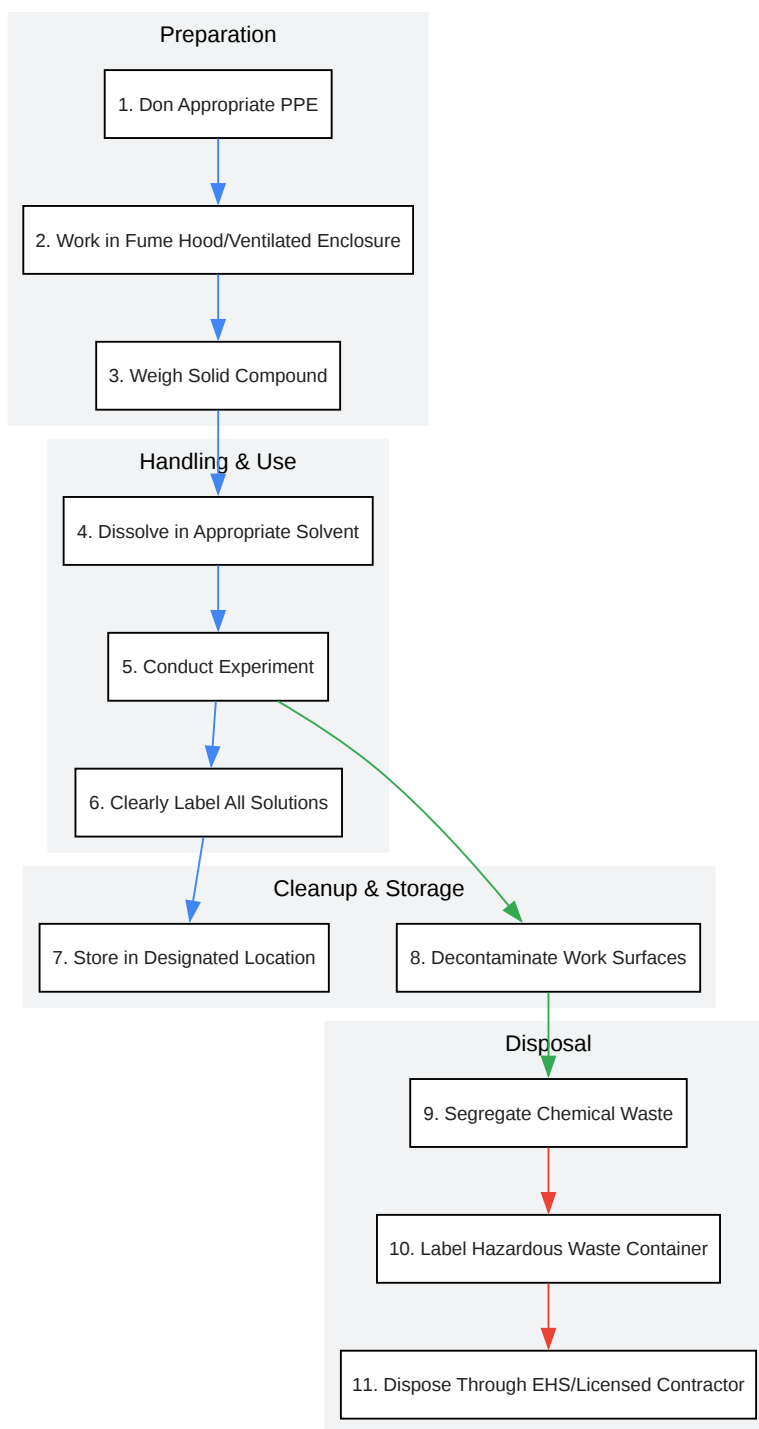 Preparation
1. Don Appropriate PPE
2. Work in Fume Hood/Ventilated Enclosure
3. Weigh Solid Compound
Handling & Use
4. Dissolve in Appropriate Solvent
5. Conduct Experiment
6. Clearly Label All Solutions
Cleanup & Storage
7. Store in Designated Location
8. Decontaminate Work Surfaces
Disposal
9. Segregate Chemical Waste
10. Label Hazardous Waste Container
11. Dispose Through EHS/Licensed Contractor